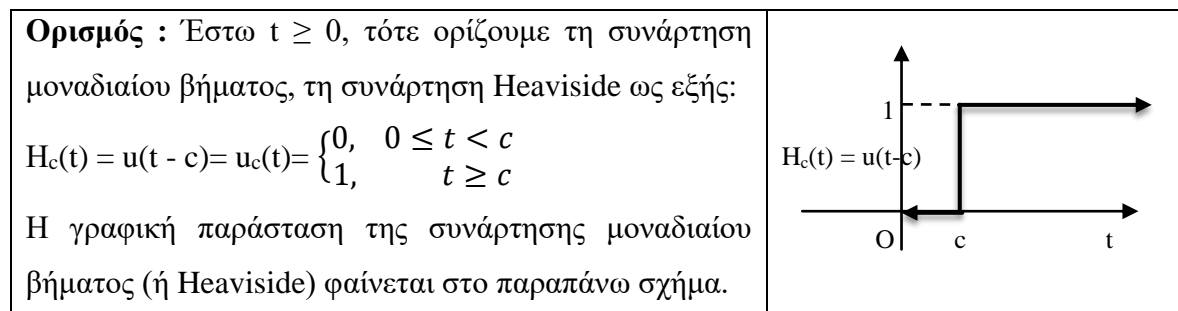 Ορισμός : Έστω t ≥ 0, τότε ορίζουμε τη συνάρτηση
μοναδιαίου βήματος, τη συνάρτηση Heaviside ως εξής:
Hc(t) = u(t - c)= uc(t)= {0, 0 ≤ t < c
1, t ≥ c
Η γραφική παράσταση της συνάρτησης μοναδιαίου
βήματος (ή Heaviside) φαίνεται στο παραπάνω σχήμα.
1
Hc(t) = u(t-c)
O c t